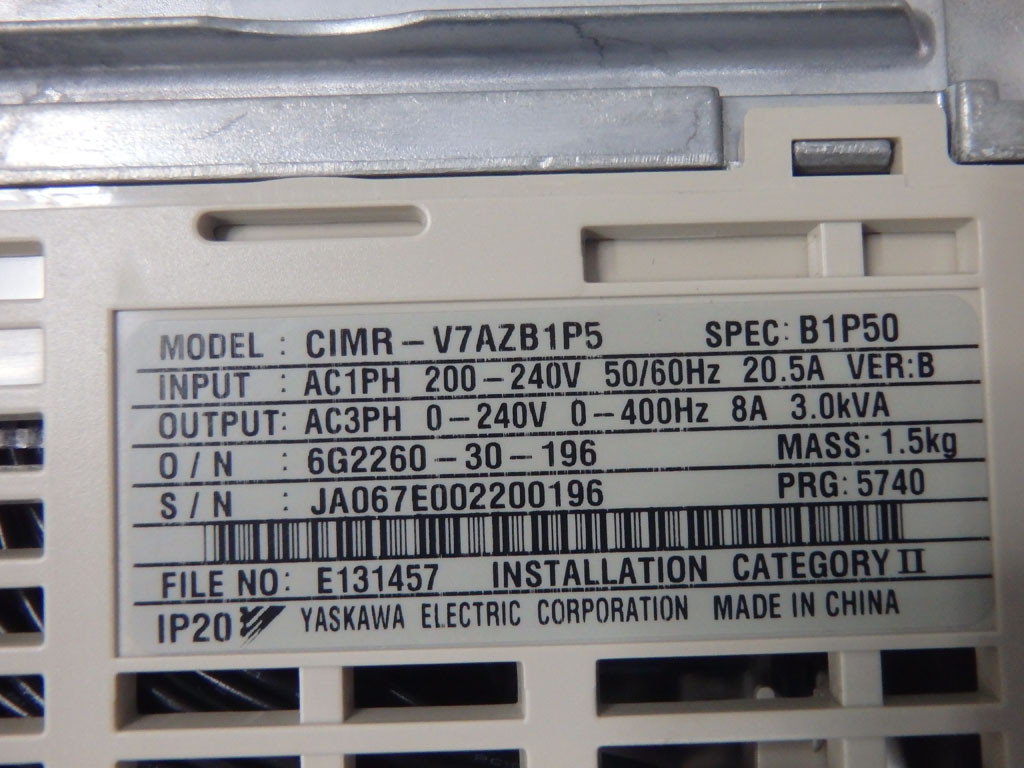 MODEL : CIMR-V7AZB1P5 SPEC: B1P50
INPUT : AC1PH 200-240V 50/60Hz 20.5A VER:B
OUTPUT: AC3PH 0-240V 0-400Hz 8A 3.0kVA
O/N : 6G2260-30-196 MASS: 1.5kg
S/N : JA067E002200196 PRG: 5740
FILE NO: E131457 INSTALLATION CATEGORY II
IP20 YASKAWA ELECTRIC CORPORATION MADE IN CHINA